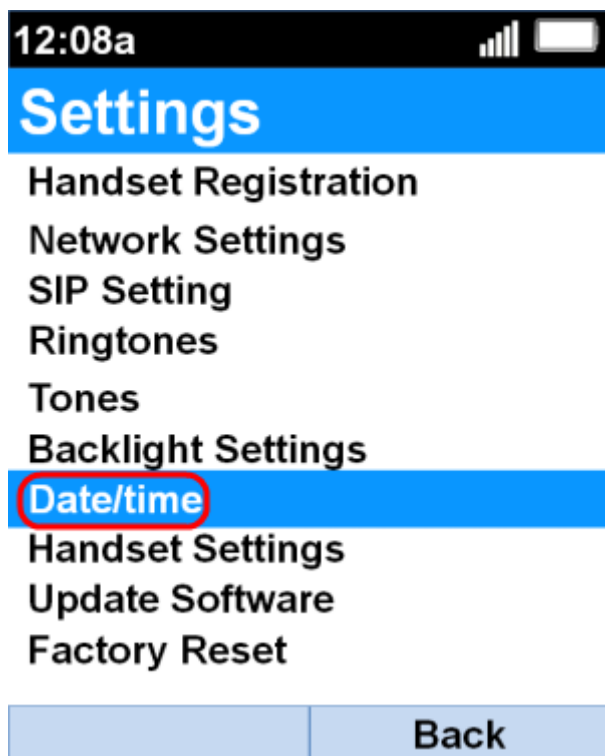 12:08a
Settings
Handset Registration
Network Settings
SIP Setting
Ringtones
Tones
Backlight Settings
Date/time
Handset Settings
Update Software
Factory Reset
Back